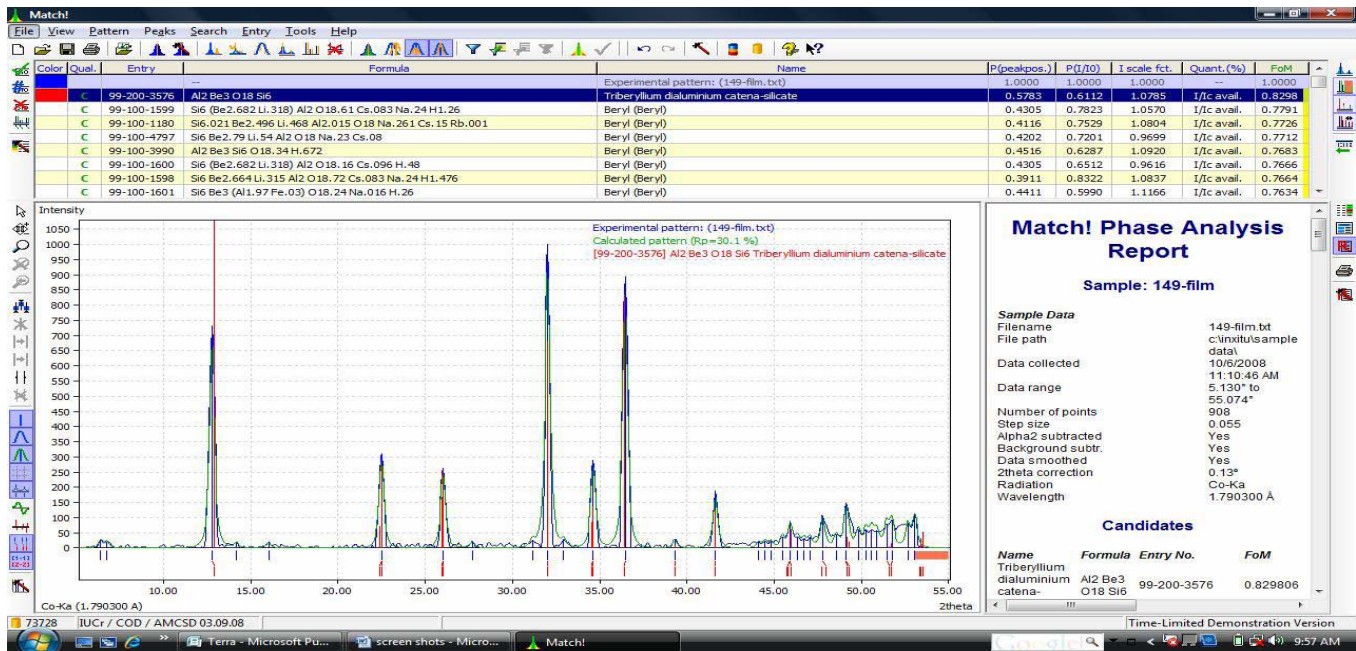 Match!
File View Pattern Peaks Search Entry Tools Help
Color Qual. Entry Formula Name P(peakpos.) P(I/I0) I scale fct. Quant.(%) FoM
-- Experimental pattern: (149-film.txt) 1.0000 1.0000 1.0000 -- 1.0000
C 99-200-3576 Al2 Be3 O18 Si6 Triberyllium dialuminium catena-silicate 0.5783 0.6112 1.0785 I/Ic avail. 0.8298
C 99-100-1599 Si6 (Be2.682 Li.318) Al2 O18.61 Cs.083 Na.24 H1.26 Beryl (Beryl) 0.4305 0.7823 1.0570 I/Ic avail. 0.7791
C 99-100-1180 Si6.021 Be2.496 Li.468 Al2.015 O18 Na.261 Cs.15 Rb.001 Beryl (Beryl) 0.4116 0.7529 1.0804 I/Ic avail. 0.7726
C 99-100-4797 Si6 Be2.79 Li.54 Al2 O18 Na.23 Cs.08 Beryl (Beryl) 0.4202 0.7201 0.9699 I/Ic avail. 0.7712
C 99-100-3990 Al2 Be3 Si6 O18.34 H.672 Beryl (Beryl) 0.4516 0.6287 1.0920 I/Ic avail. 0.7683
C 99-100-1600 Si6 (Be2.682 Li.318) Al2 O18.16 Cs.096 H.48 Beryl (Beryl) 0.4305 0.6512 0.9616 I/Ic avail. 0.7666
C 99-100-1598 Si6 Be2.664 Li.315 Al2 O18.72 Cs.083 Na.24 H1.476 Beryl (Beryl) 0.3911 0.8322 1.0837 I/Ic avail. 0.7664
C 99-100-1601 Si6 Be3 (Al1.97 Fe.03) O18.24 Na.016 H.26 Beryl (Beryl) 0.4411 0.5990 1.1166 I/Ic avail. 0.7634
Intensity
Experimental pattern: (149-film.txt)
Calculated pattern (Rp=30.1 %)
[99-200-3576] Al2 Be3 O18 Si6 Triberyllium dialuminium catena-silicate
1050
1000
950
900
850
800
750
700
650
600
550
500
450
400
350
300
250
200
150
100
50
0
10.00 15.00 20.00 25.00 30.00 35.00 40.00 45.00 50.00 55.00
Co-Ka (1.790300 A) 2theta
Match! Phase Analysis
Report
Sample: 149-film
Sample Data
Filename 149-film.txt
File path c:\inxitu\sample
data\
Data collected 10/6/2008
11:10:46 AM
Data range 5.130° to
55.074°
Number of points 908
Step size 0.055
Alpha2 subtracted Yes
Background subtr. Yes
Data smoothed Yes
2theta correction 0.13°
Radiation Co-Ka
Wavelength 1.790300 Å
Candidates
Name Formula Entry No. FoM
Triberyllium
dialuminium Al2 Be3 99-200-3576 0.829806
catena- O18 Si6
73728 IUCr / COD / AMCSD 03.09.08 Time-Limited Demonstration Version
Terra - Microsoft Pu... screen shots - Micro... Match! Google 9:57 AM